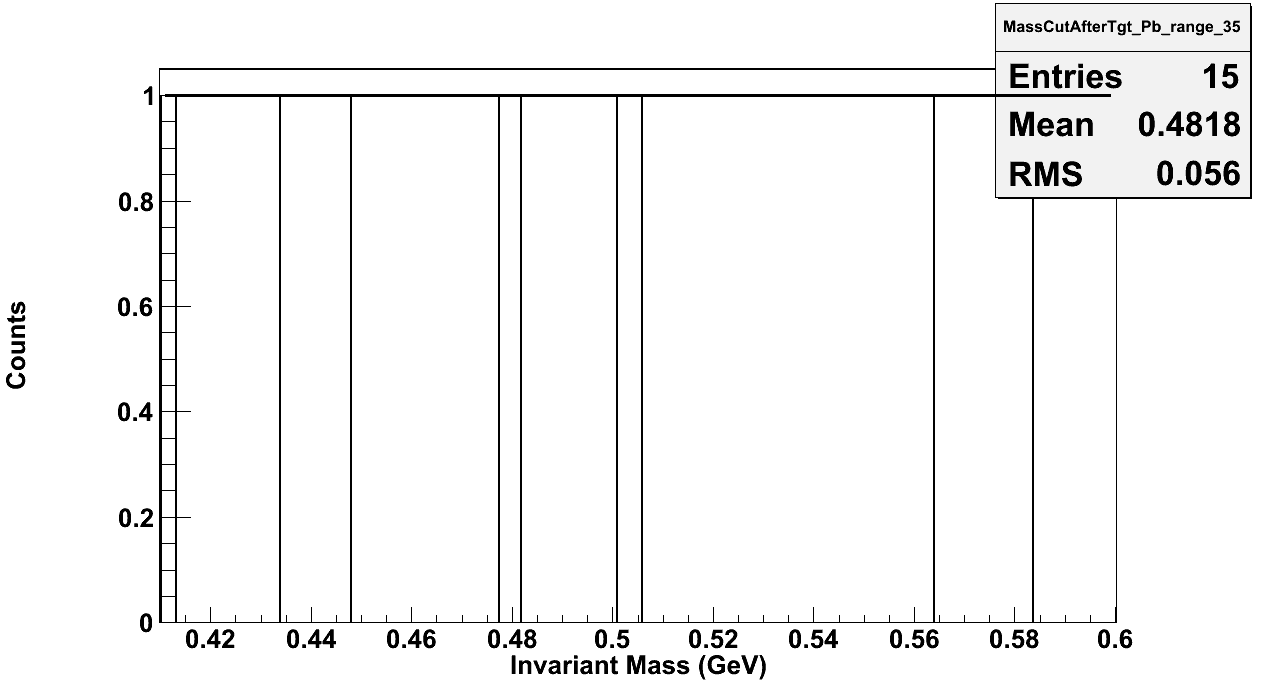 MassCutAfterTgt_Pb_range_35
Entries 15
Mean 0.4818
RMS 0.056
1
0.8
0.6
0.4
0.2
0
Counts
0.42 0.44 0.46 0.48 0.5 0.52 0.54 0.56 0.58 0.6
Invariant Mass (GeV)